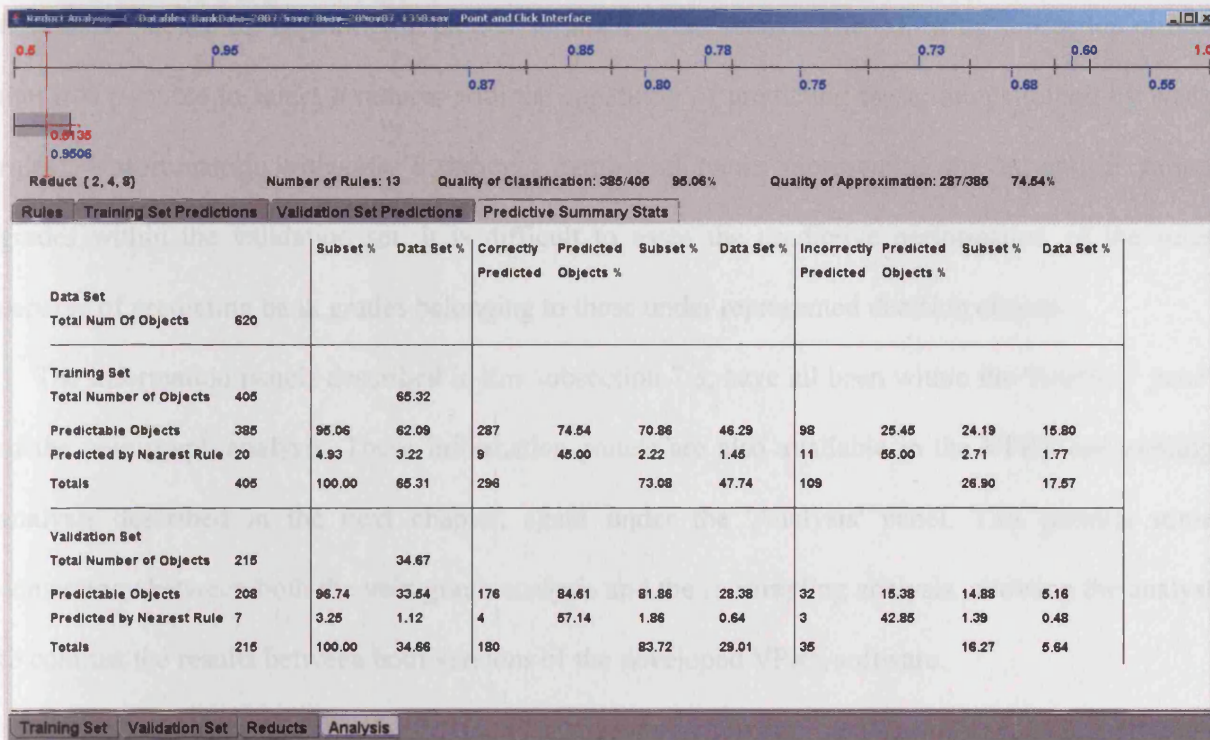 Reduct Analysis Point and Click Interface
0.5 0.95 0.85 0.78 0.73 0.60 1.0
0.87 0.80 0.75 0.68 0.55
0.5135
0.9506
Reduct {2, 4, 8} Number of Rules: 13 Quality of Classification: 385/405 95.06% Quality of Approximation: 287/385 74.54%
Rules Training Set Predictions Validation Set Predictions Predictive Summary Stats
Subset % Data Set % Correctly Predicted Subset % Data Set % Incorectly Predicted Subset % Data Set %
Predicted Objects % Predicted Objects %
Data Set
Total Num Of Objects 620
Training Set
Total Number of Objects 405 65.32
Predictable Objects 385 95.06 62.09 287 74.54 70.86 46.29 98 25.45 24.19 15.80
Predicted by Nearest Rule 20 4.93 3.22 9 45.00 2.22 1.45 11 55.00 2.71 1.77
Totals 405 100.00 65.31 296 73.08 47.74 109 26.90 17.57
Validation Set
Total Number of Objects 215 34.67
Predictable Objects 208 96.74 33.54 176 84.61 81.86 28.38 32 15.38 14.88 5.16
Predicted by Nearest Rule 7 3.25 1.12 4 57.14 1.86 0.64 3 42.85 1.39 0.48
Totals 215 100.00 34.66 180 83.72 29.01 35 16.27 5.64
Training Set Validation Set Reducts Analysis